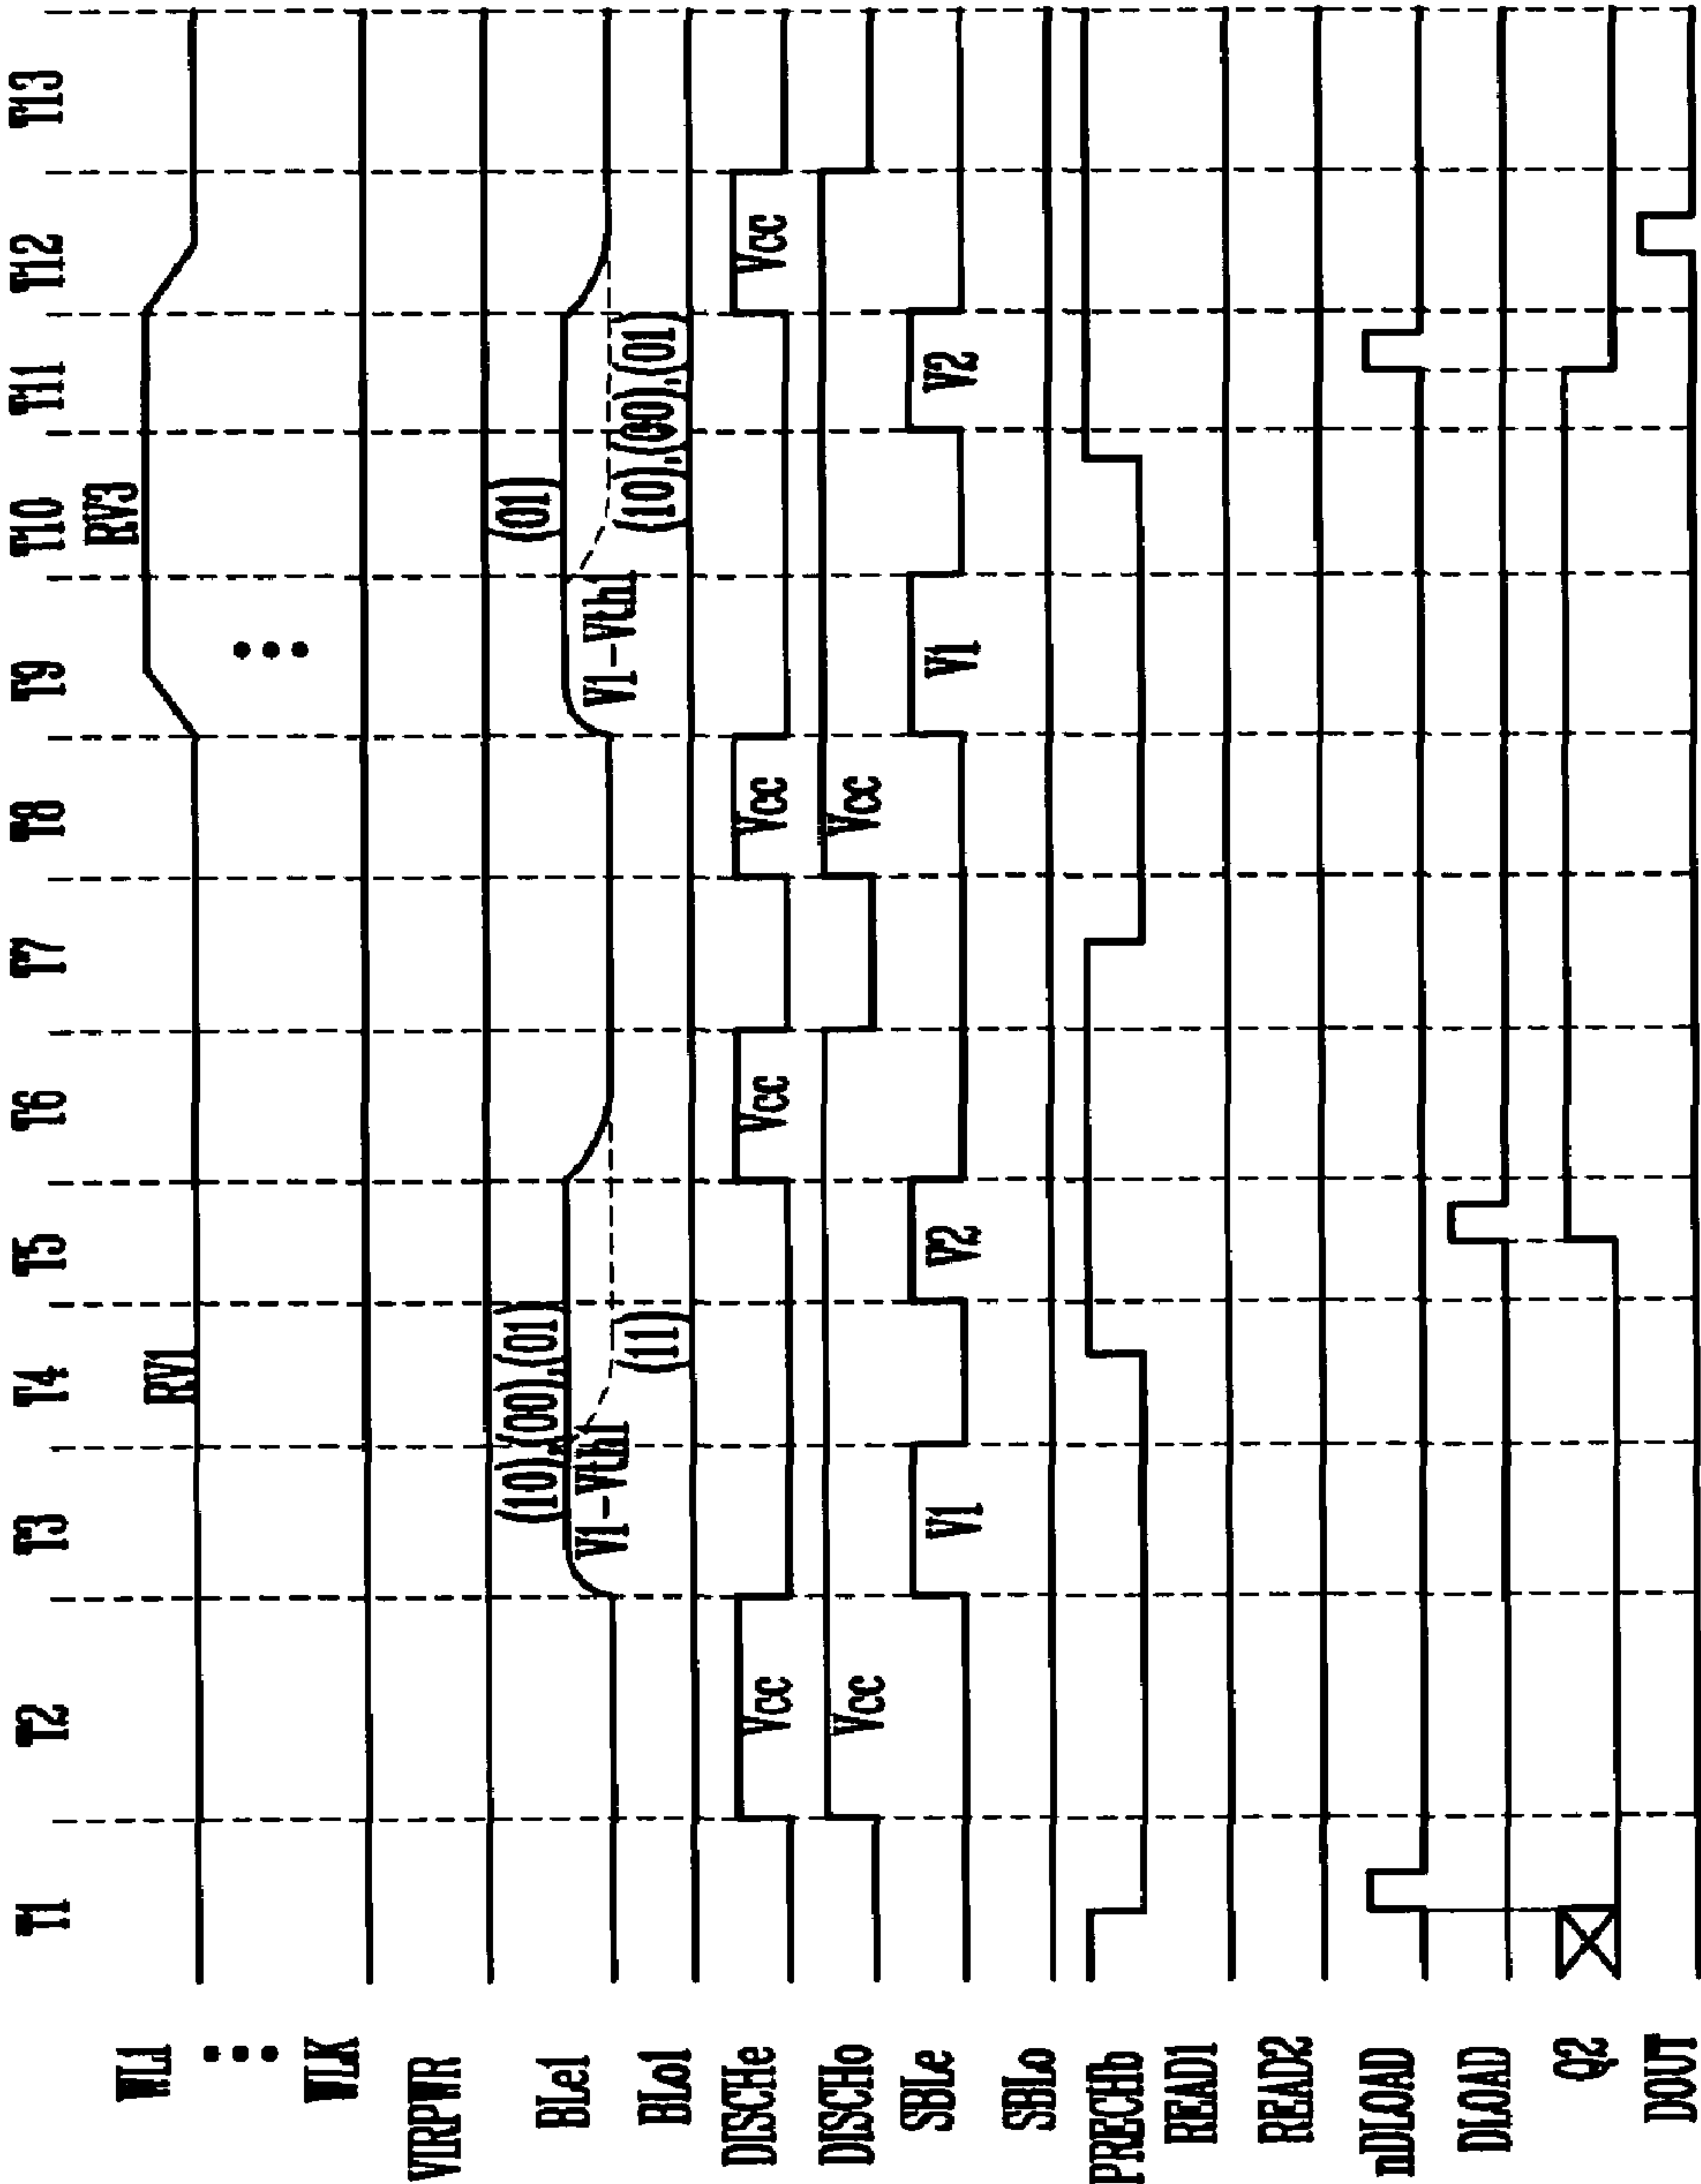 T1 T2 T3 T4 T5 T6 T7 T8 T9 T10 T11 T12 T13
WL1 RV1 RV3
⋮ ⋮
WLK
VIRPWR
(10),(00),(01) (01)
BLe1 V1-Vth1 V1-Vth1
(11) (10),(00),(01)
BLo1
DISCHe Vcc Vcc Vcc Vcc
DISCHo Vcc Vcc
SBLe V1 V2 V1 V2
SBLo
PRECHb
READ1
READ2
nDLOAD
DLOAD
Q2
DOUT